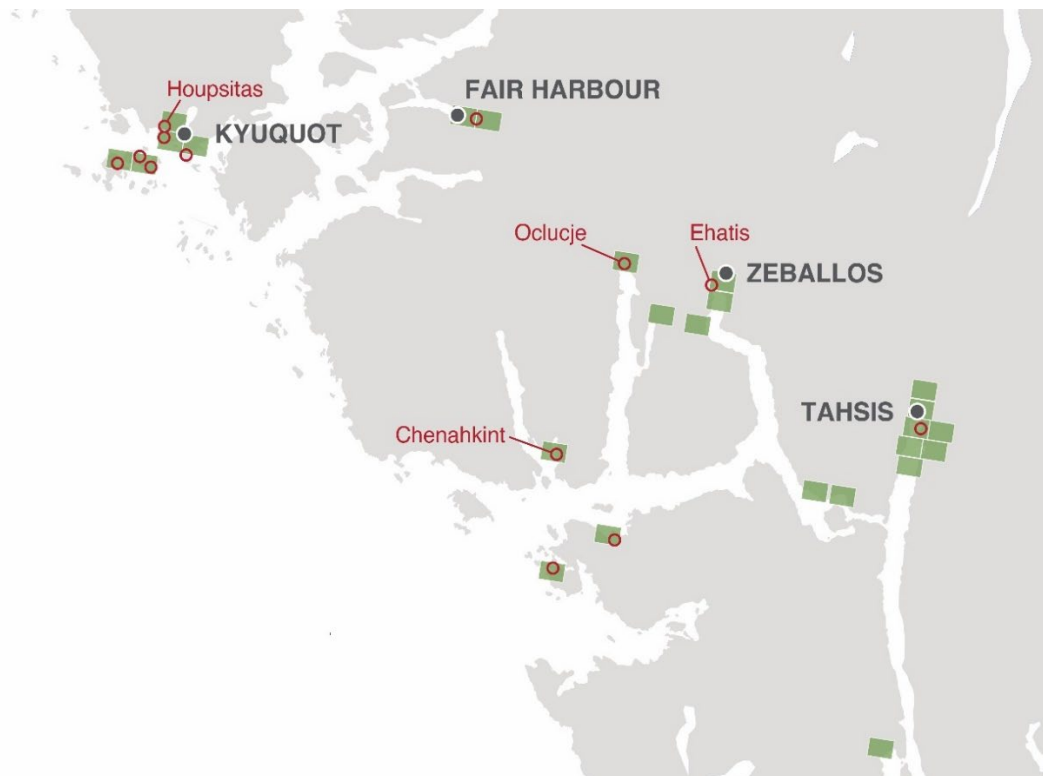 Houpsitas
FAIR HARBOUR
KYUQUOT
Oclucje
Ehatis
ZEBALLOS
TAHSIS
Chenahkint